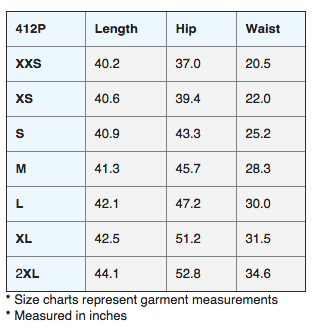 412P Length Hip Waist
XXS 40.2 37.0 20.5
XS 40.6 39.4 22.0
S 40.9 43.3 25.2
M 41.3 45.7 28.3
L 42.1 47.2 30.0
XL 42.5 51.2 31.5
2XL 44.1 52.8 34.6
* Size charts represent garment measurements
* Measured in inches